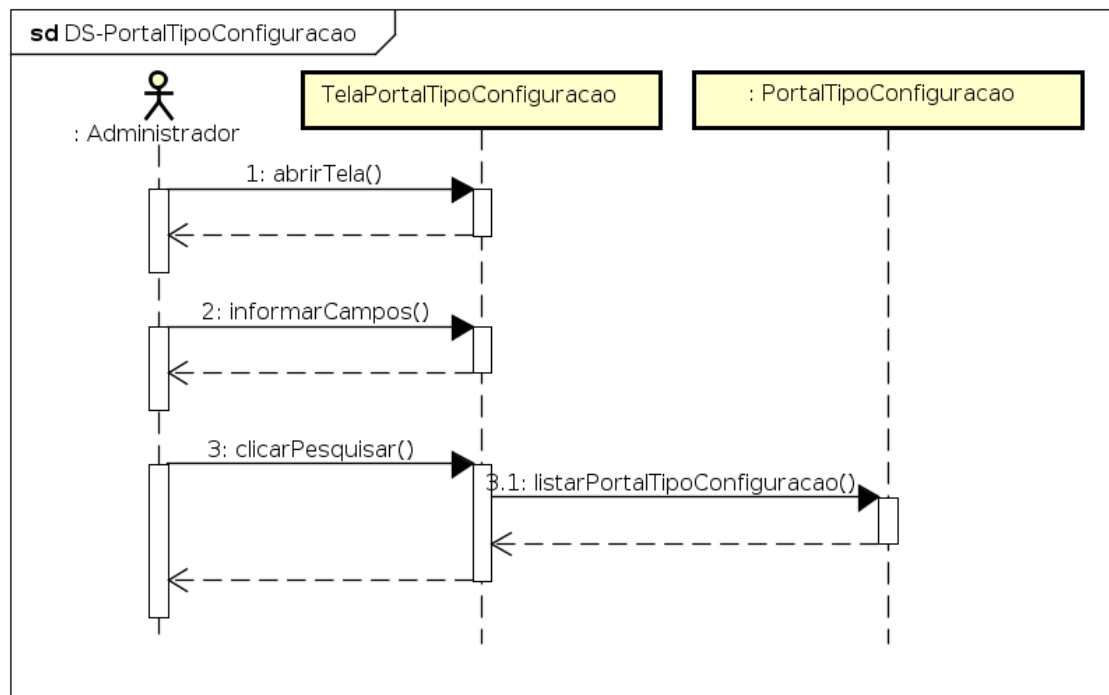 sd DS-PortalTipoConfiguracao
TelaPortalTipoConfiguracao
: PortalTipoConfiguracao
: Administrador
1: abrirTela()
2: informarCampos()
3: clicarPesquisar()
3.1: listarPortalTipoConfiguracao()